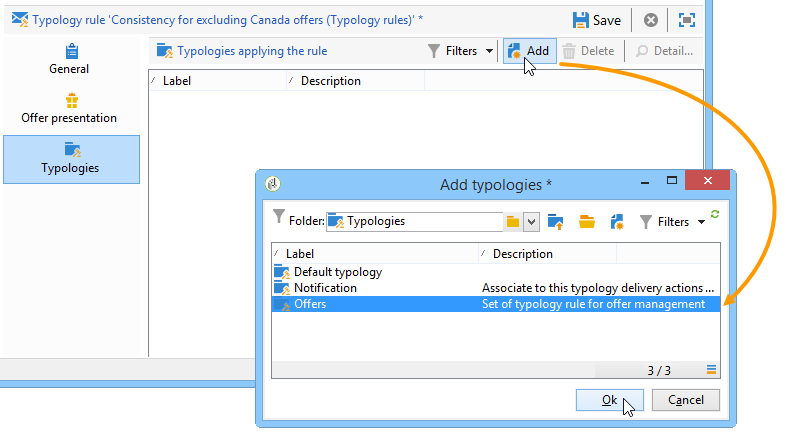 Typology rule 'Consistency for excluding Canada offers (Typology rules)' *
Save
General
Offer presentation
Typologies
Typologies applying the rule
Filters
Add
Delete
Detail...
Label
Description
Add typologies *
Folder: Typologies
Filters
Label
Description
Default typology
Notification
Associate to this typology delivery actions ...
Offers
Set of typology rule for offer management
3 / 3
Ok
Cancel